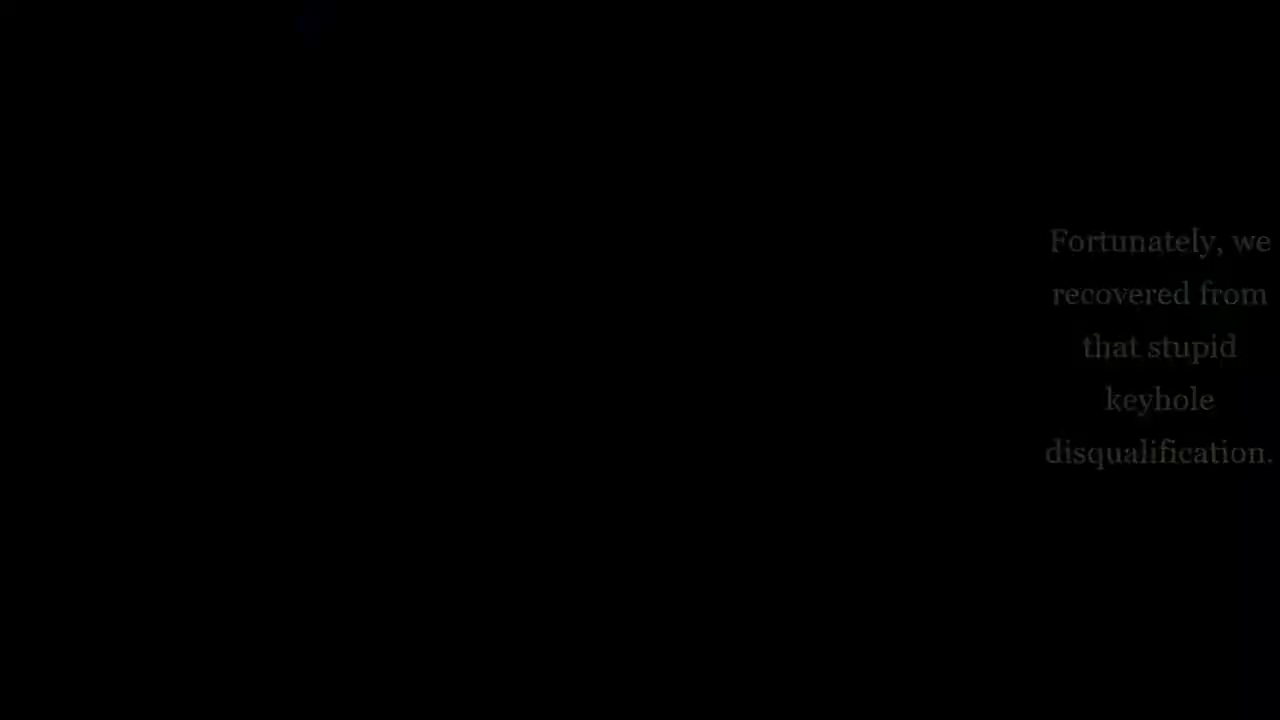 Fortunately, we
recovered from
that stupid
keyhole
disqualification.